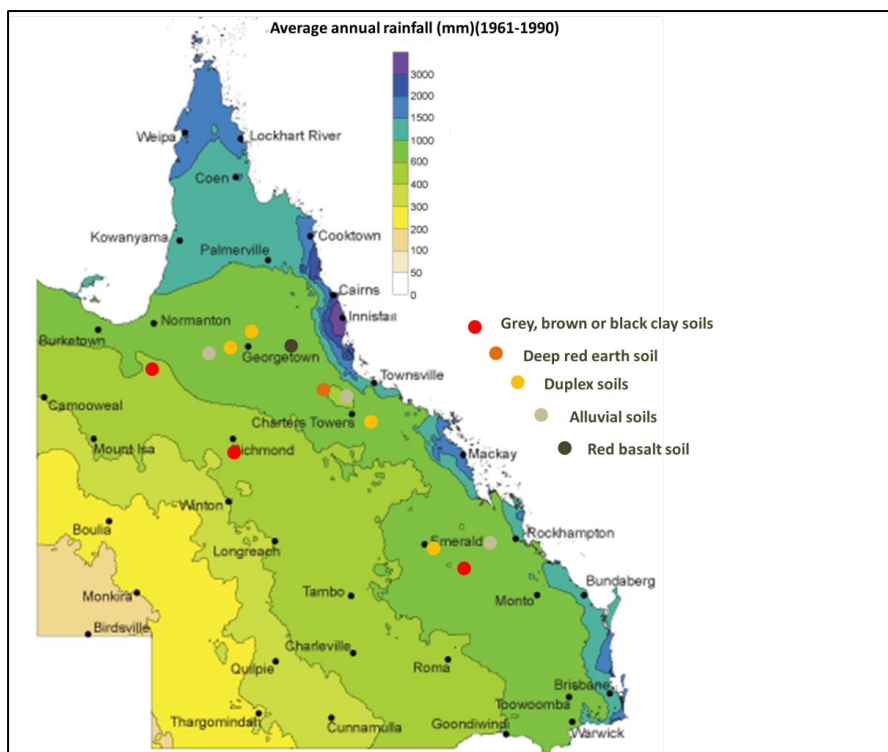 Average annual rainfall (mm)(1961-1990)
3000
2000
1500
1000
600
400
300
200
100
50
0
Weipa
Lockhart River
Coen
Kowanyama
Palmerville
Cooktown
Cairns
Innisfail
Normanton
Burketown
Georgetown
Townsville
Camooweal
Charters Towers
Mount Isa
Richmond
Mackay
Winton
Boulia
Longreach
Emerald
Rockhampton
Monkira
Tambo
Monto
Bundaberg
Birdsville
Charleville
Quilpie
Roma
Brisbane
Toowoomba
Thargomindah
Cunnamulla
Goondiwindi
Warwick
Grey, brown or black clay soils
Deep red earth soil
Duplex soils
Alluvial soils
Red basalt soil